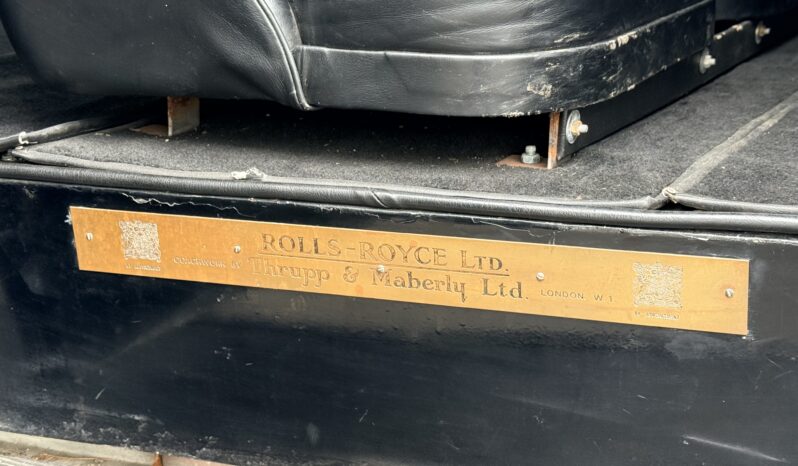 ROLLS-ROYCE LTD.
COACHWORK BY Thrupp & Maberly Ltd. LONDON W.1.